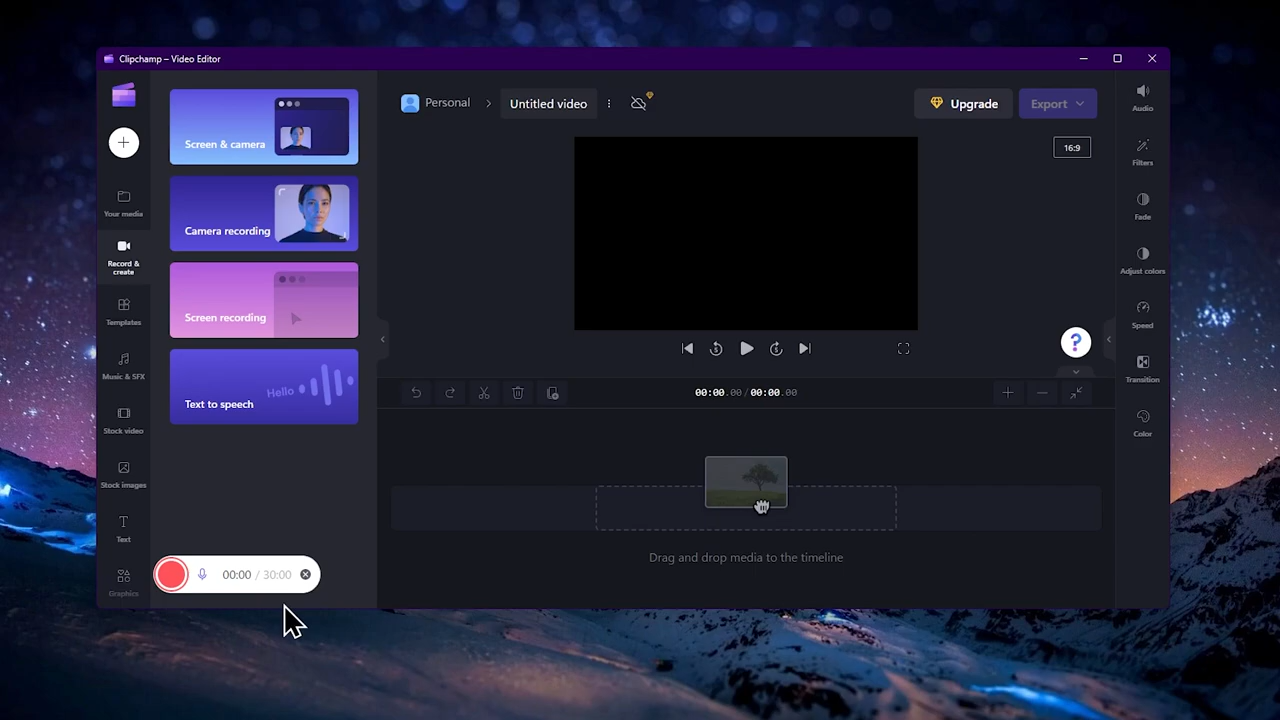 Clipchamp – Video Editor
Your media
Record &
create
Templates
Music & SFX
Stock video
Stock images
Text
Graphics
Screen & camera
Camera recording
Screen recording
Hello
Text to speech
00:00 / 30:00
Personal
Untitled video
Upgrade
Export
16:9
5
5
?
00:00.00 / 00:00.00
Drag and drop media to the timeline
Audio
Filters
Fade
Adjust colors
Speed
Transition
Color